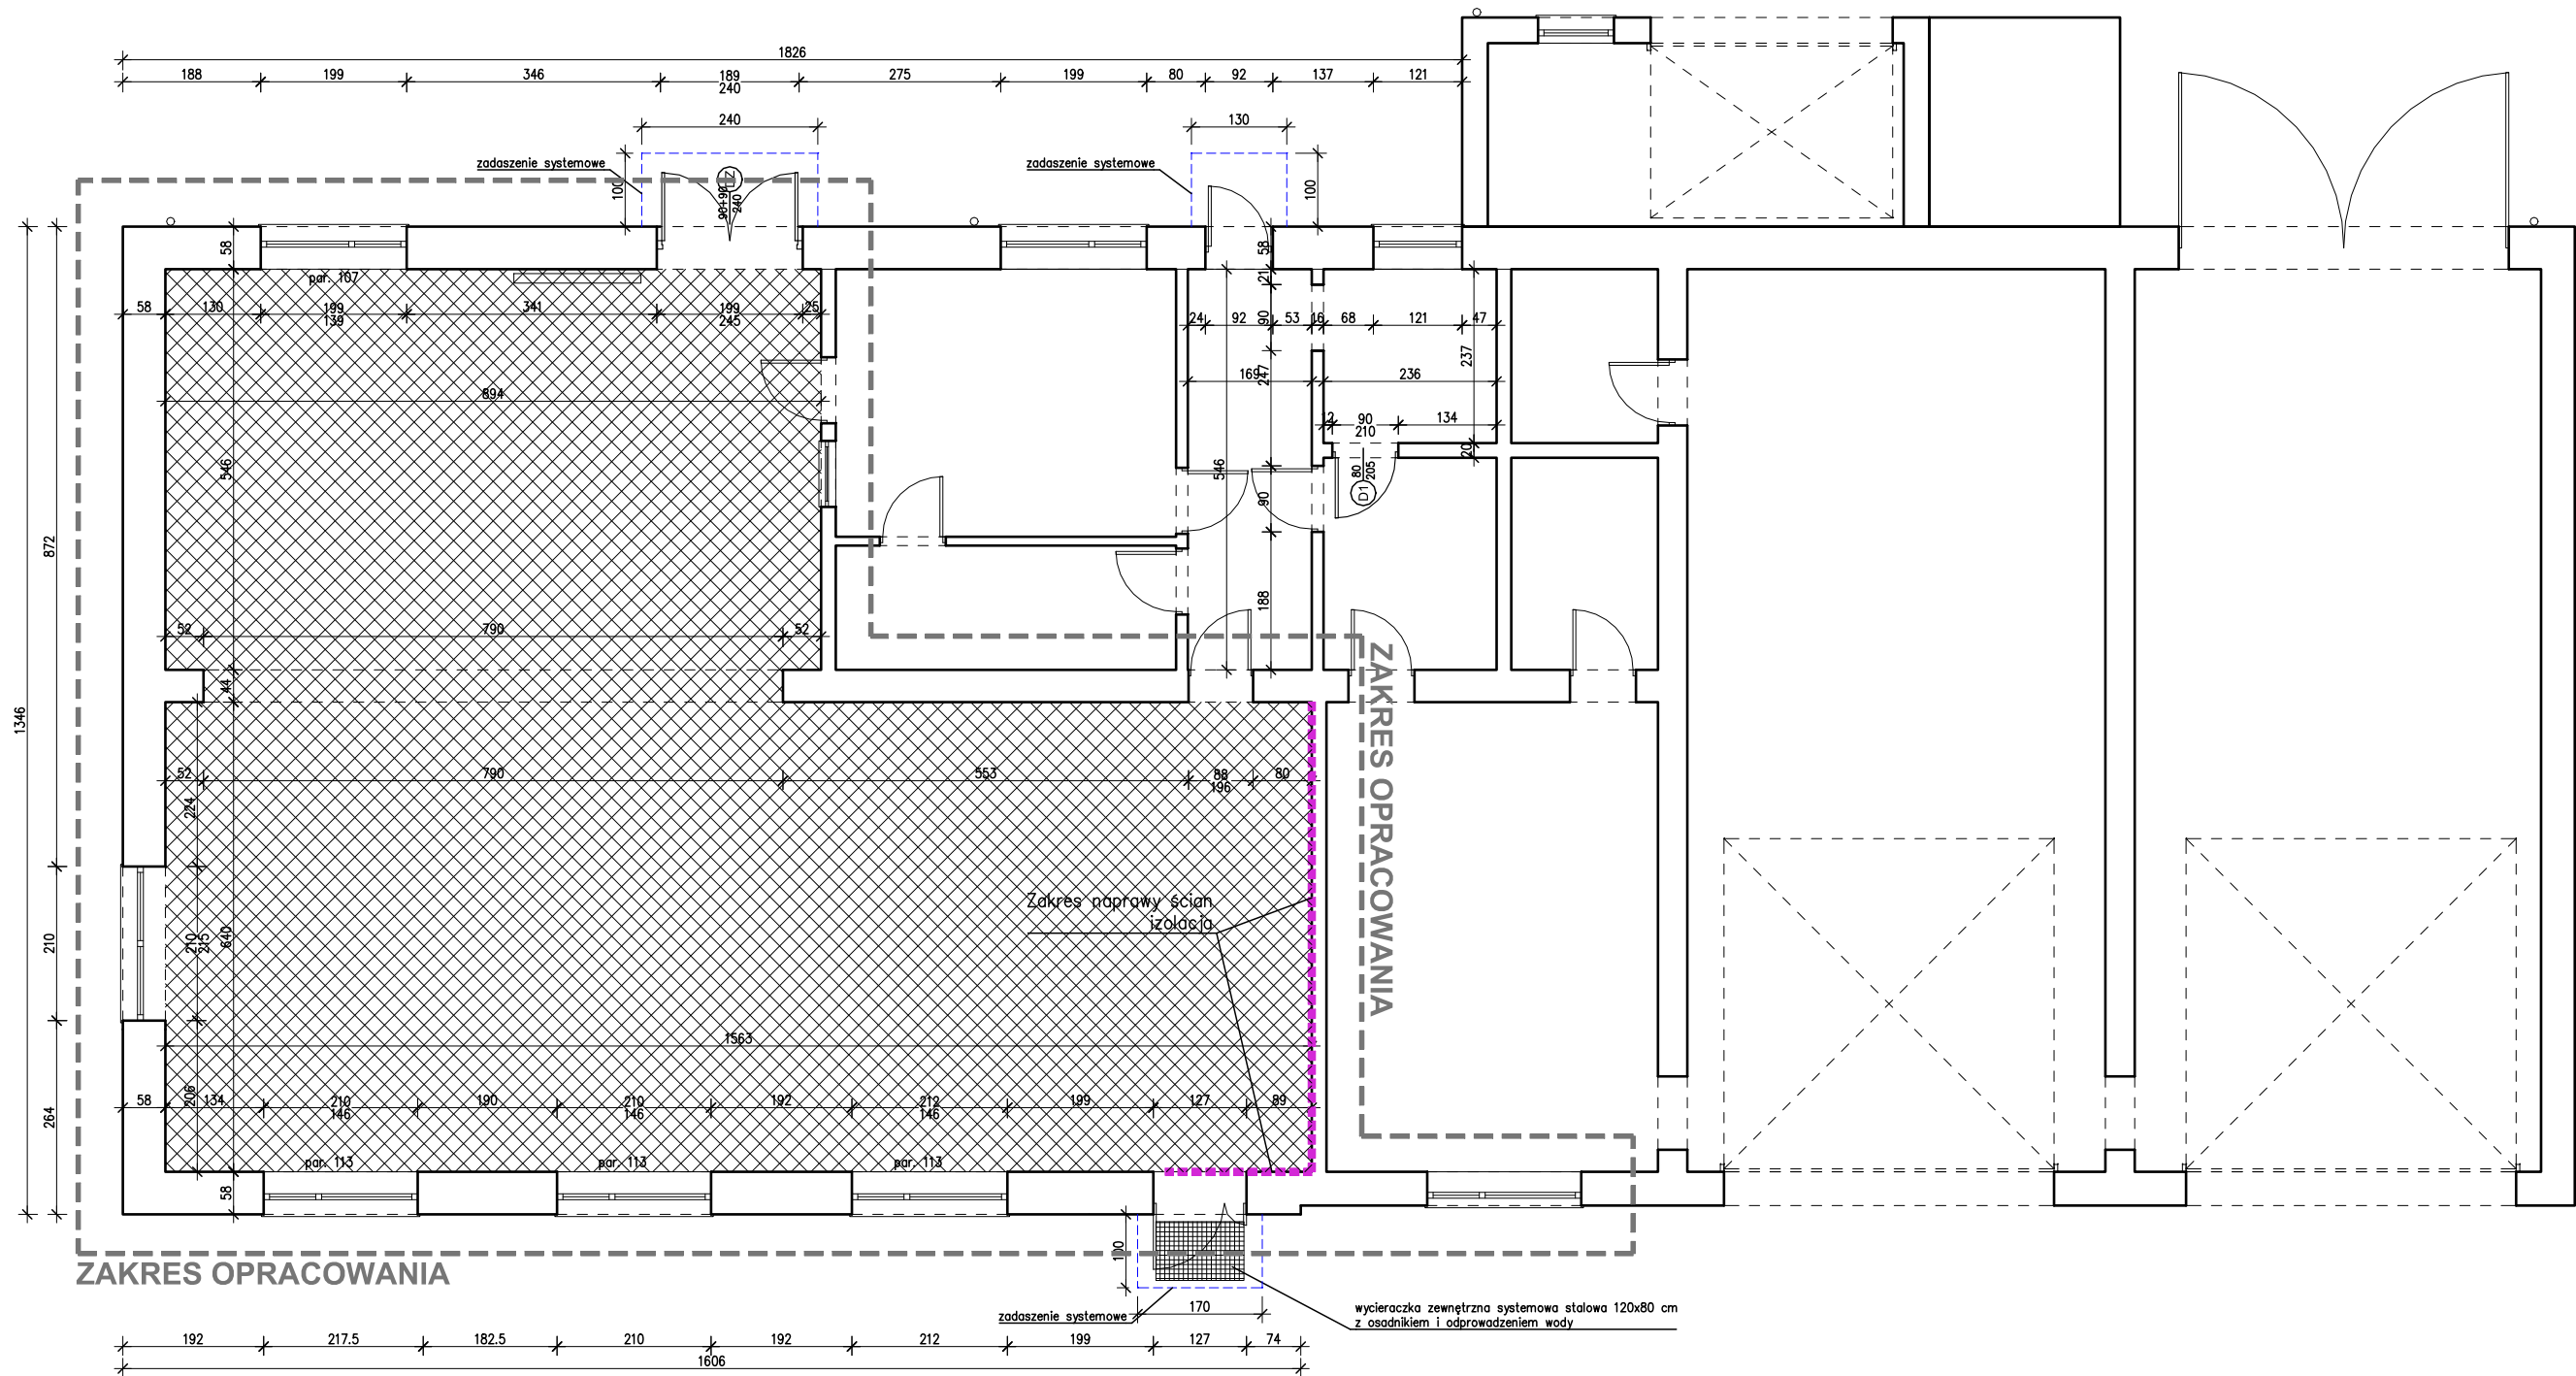 1826
188 199 346 189 275 199 80 92 137 121
240
240
130
zadaszenie systemowe
zadaszenie systemowe
100
100
90+90
240
LZ
58
58
par. 107
21
58 130 199 341 199 25
139 245
24 92 53 16 68 121 47
90
237
894
169
247
236
12 90 134
210
20
546
546
80
205
D1
90
872
188
52 790 52
44
1346
ZAKRES OPRACOWANIA
52 790 553 88 80
196
224
Zakres naprawy ścian
izolacja
210
210
215
640
1563
206
264
58 134 210 190 210 192 212 199 127 89
146 146 146
par. 113 par. 113 par. 113
58
100
ZAKRES OPRACOWANIA
170
zadaszenie systemowe
wycieraczka zewnętrzna systemowa stalowa 120x80 cm
z osadnikiem i odprowadzeniem wody
192 217.5 182.5 210 192 212 199 127 74
1606